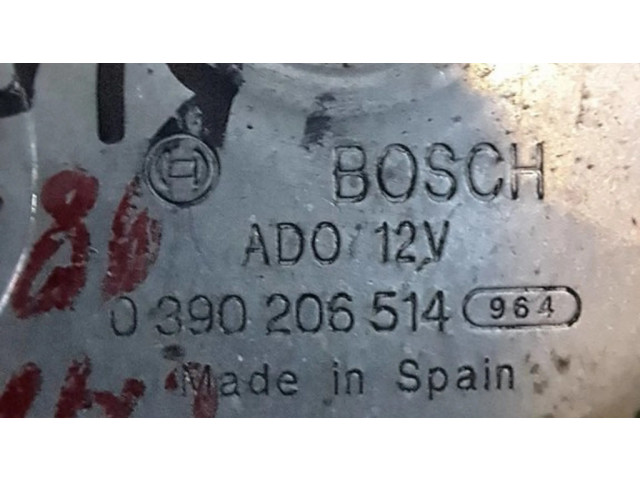 BOSCH
ADO 12V
0 390 206 514 964
Made in Spain